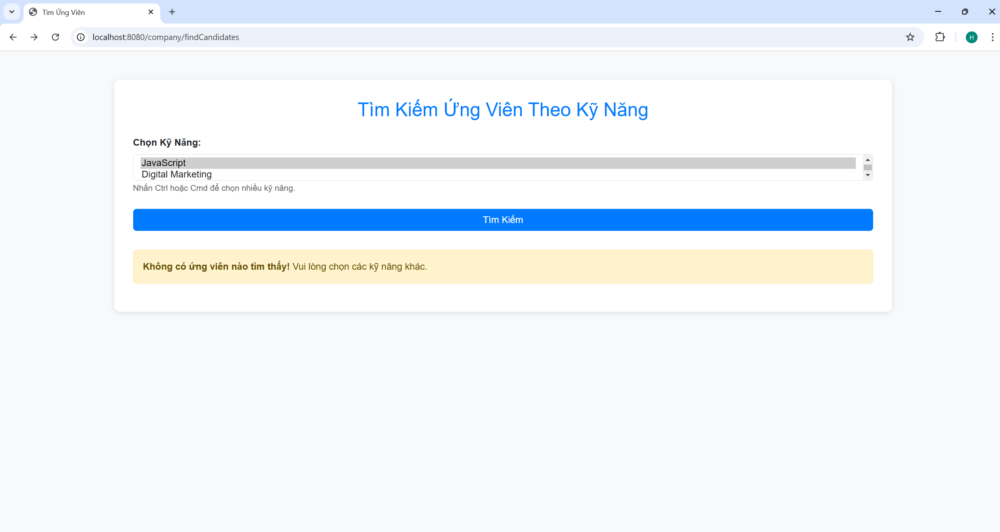 Tìm Ứng Viên
localhost:8080/company/findCandidates
H
Tìm Kiếm Ứng Viên Theo Kỹ Năng
Chọn Kỹ Năng:
JavaScript
Digital Marketing
Nhấn Ctrl hoặc Cmd để chọn nhiều kỹ năng.
Tìm Kiếm
Không có ứng viên nào tìm thấy! Vui lòng chọn các kỹ năng khác.